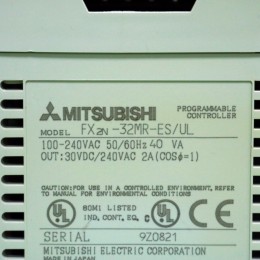 MITSUBISHI PROGRAMMABLE CONTROLLER
MODEL FX2N-32MR-ES/UL
100-240VAC 50/60Hz 40 VA
OUT:30VDC/240VAC 2A(COSφ=1)
CAUTION:FOR USE IN A CONTROLLED ENVIRONMENT. REFER TO
MANUAL FOR ENVIRONMENTAL CONDITIONS.
UL 80M1 LISTED
IND. CONT. EQ. C CE
SERIAL 9Z0821
MITSUBISHI ELECTRIC CORPORATION
MADE IN JAPAN